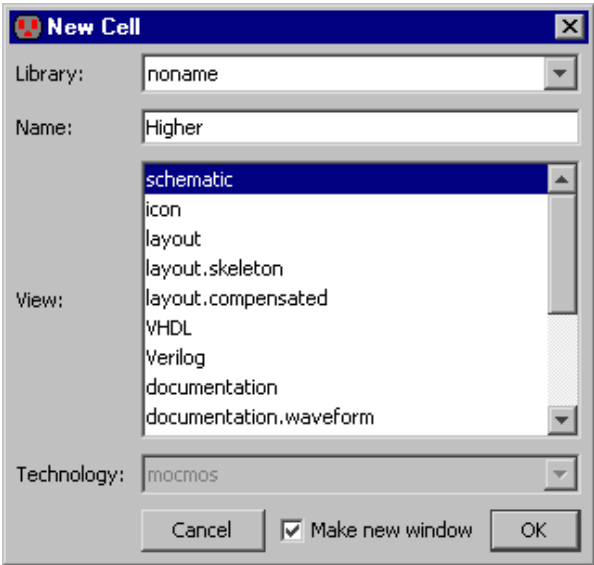 New Cell
Library: noname
Name: Higher
View:
schematic
icon
layout
layout.skeleton
layout.compensated
VHDL
Verilog
documentation
documentation.waveform
Technology: mocmos
Cancel Make new window OK